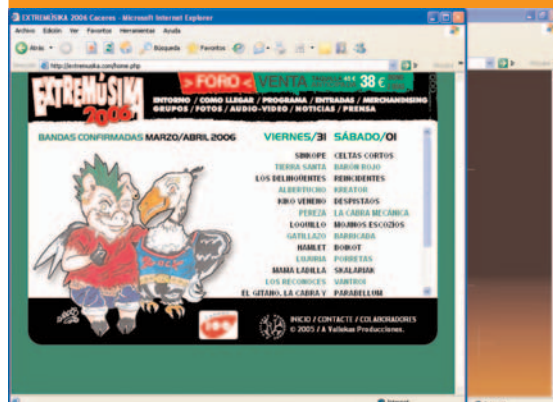 EXTREMÚSIKA 2006 Caceres - Microsoft Internet Explorer
Archivo Edición Ver Favoritos Herramientas Ayuda
Atrás Búsqueda Favoritos
http://extremusika.com/home.php
EXTREMÚSIKA
2006
> FORO <
VENTA
38 €
ENTORNO / COMO LLEGAR / PROGRAMA / ENTRADAS / MERCHANDISING
GRUPOS / FOTOS / AUDIO-VIDEO / NOTICIAS / PRENSA
BANDAS CONFIRMADAS MARZO/ABRIL 2006
VIERNES/31 SÁBADO/01
SINKOPE CELTAS CORTOS
TIERRA SANTA BARÓN ROJO
LOS DELINQÜENTES REINCIDENTES
ALBERTUCHO KREATOR
KIKO VENENO DESPISTAOS
PEREZA LA CABRA MECÁNICA
LOQUILLO MOJINOS ESCOZÍOS
GATILLAZO BARRICADA
HAMLET BOIKOT
LUJURIA PORRETAS
MAMA LADILLA SKALARIAK
LOS RECONOCES VANTROI
EL GITANO, LA CABRA Y PARABELLUM
INICIO / CONTACTE / COLABORADORES
© 2005 / A Vallekas Producciones.